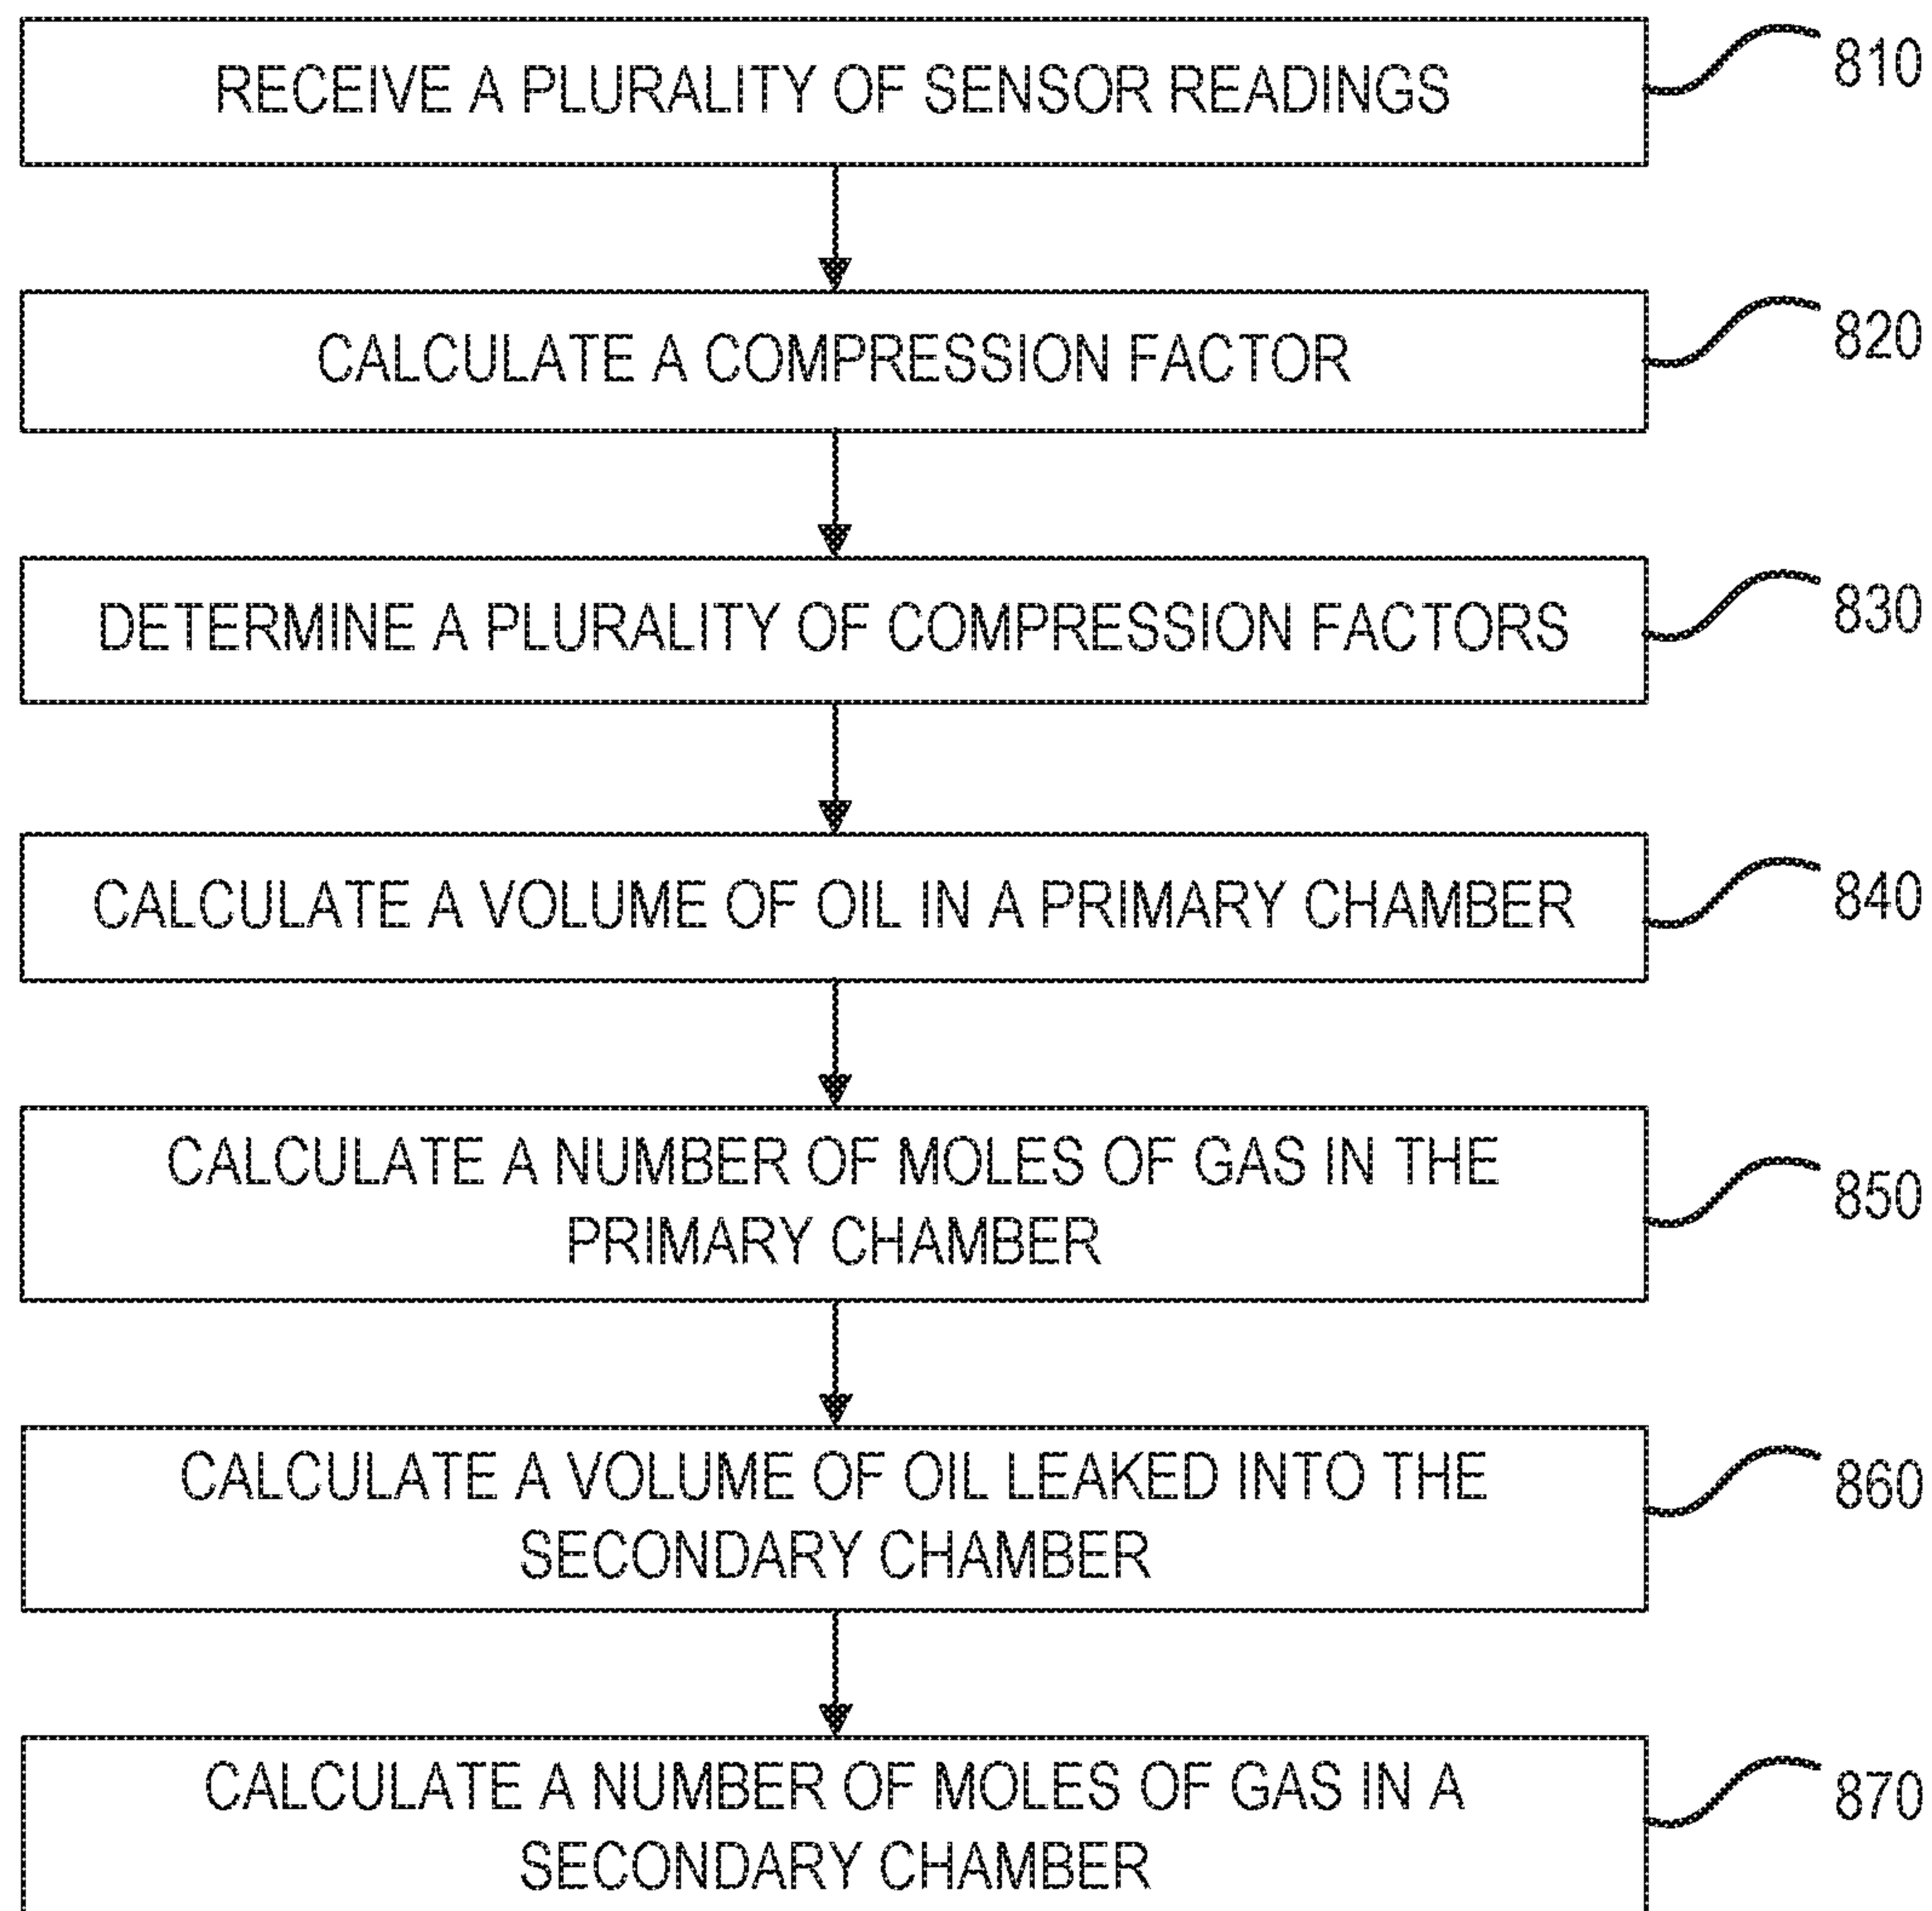 RECEIVE A PLURALITY OF SENSOR READINGS
810
CALCULATE A COMPRESSION FACTOR
820
DETERMINE A PLURALITY OF COMPRESSION FACTORS
830
CALCULATE A VOLUME OF OIL IN A PRIMARY CHAMBER
840
CALCULATE A NUMBER OF MOLES OF GAS IN THE
PRIMARY CHAMBER
850
CALCULATE A VOLUME OF OIL LEAKED INTO THE
SECONDARY CHAMBER
860
CALCULATE A NUMBER OF MOLES OF GAS IN A
SECONDARY CHAMBER
870